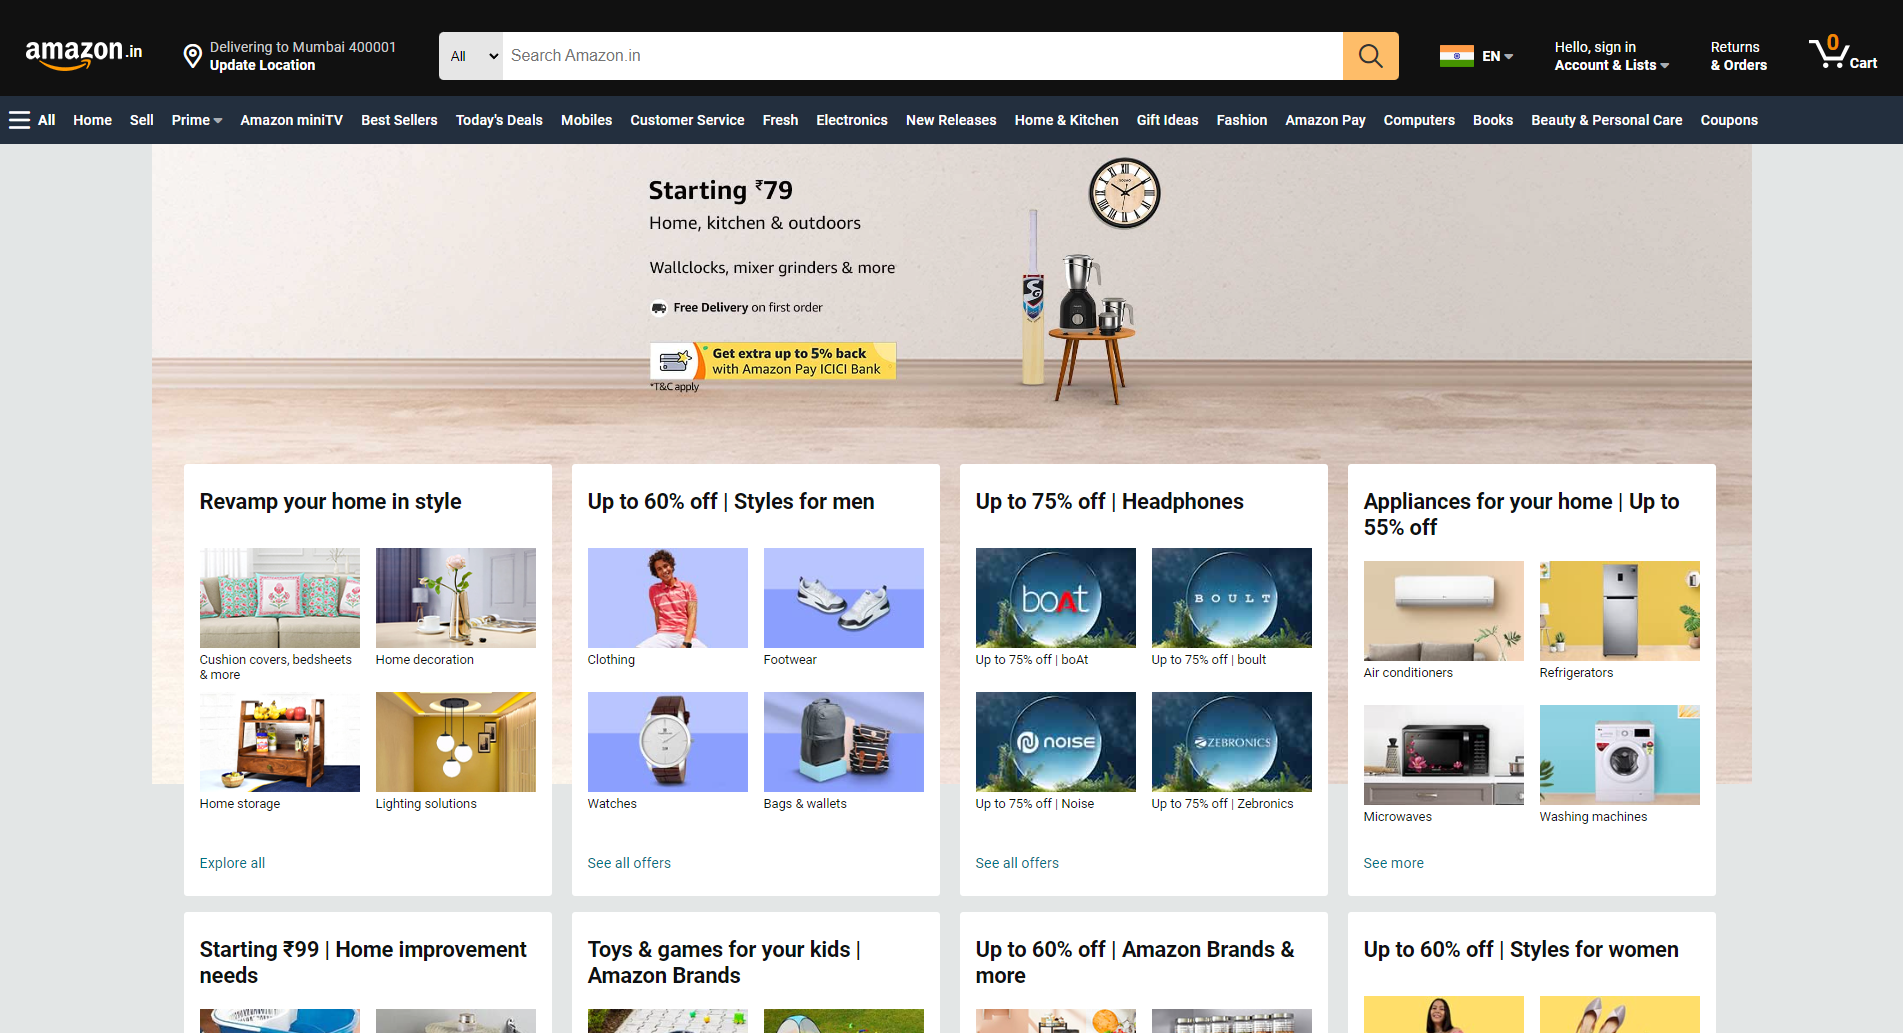 amazon.in
Delivering to Mumbai 400001
Update Location
All
Search Amazon.in
EN
Hello, sign in
Account & Lists
Returns
& Orders
0
Cart
All Home Sell Prime Amazon miniTV Best Sellers Today's Deals Mobiles Customer Service Fresh Electronics New Releases Home & Kitchen Gift Ideas Fashion Amazon Pay Computers Books Beauty & Personal Care Coupons
Starting ₹79
Home, kitchen & outdoors
Wallclocks, mixer grinders & more
Free Delivery on first order
Get extra up to 5% back
with Amazon Pay ICICI Bank
*T&C apply
SG
Revamp your home in style
Cushion covers, bedsheets
& more
Home decoration
Home storage
Lighting solutions
Explore all
Up to 60% off | Styles for men
Clothing
Footwear
Watches
Bags & wallets
See all offers
Up to 75% off | Headphones
boAt
BOULT
Up to 75% off | boAt
Up to 75% off | boult
NOISE
ZEBRONICS
Up to 75% off | Noise
Up to 75% off | Zebronics
See all offers
Appliances for your home | Up to
55% off
Air conditioners
Refrigerators
Microwaves
Washing machines
See more
Starting ₹99 | Home improvement
needs
Toys & games for your kids |
Amazon Brands
Up to 60% off | Amazon Brands &
more
Up to 60% off | Styles for women